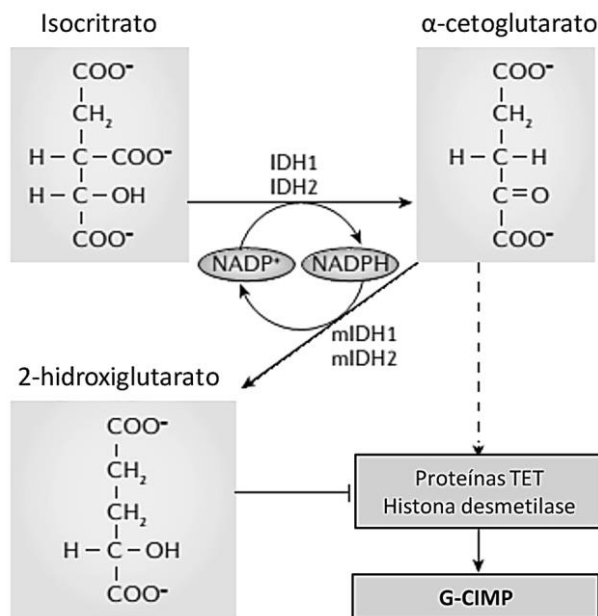 Isocritrato
COO⁻
CH₂
H – C – COO⁻
H – C – OH
COO⁻
IDH1
IDH2
NADP⁺
NADPH
mIDH1
mIDH2
α-cetoglutarato
COO⁻
CH₂
H – C – H
C=O
COO⁻
2-hidroxiglutarato
COO⁻
CH₂
CH₂
H – C – OH
COO⁻
Proteínas TET
Histona desmetilase
G-CIMP